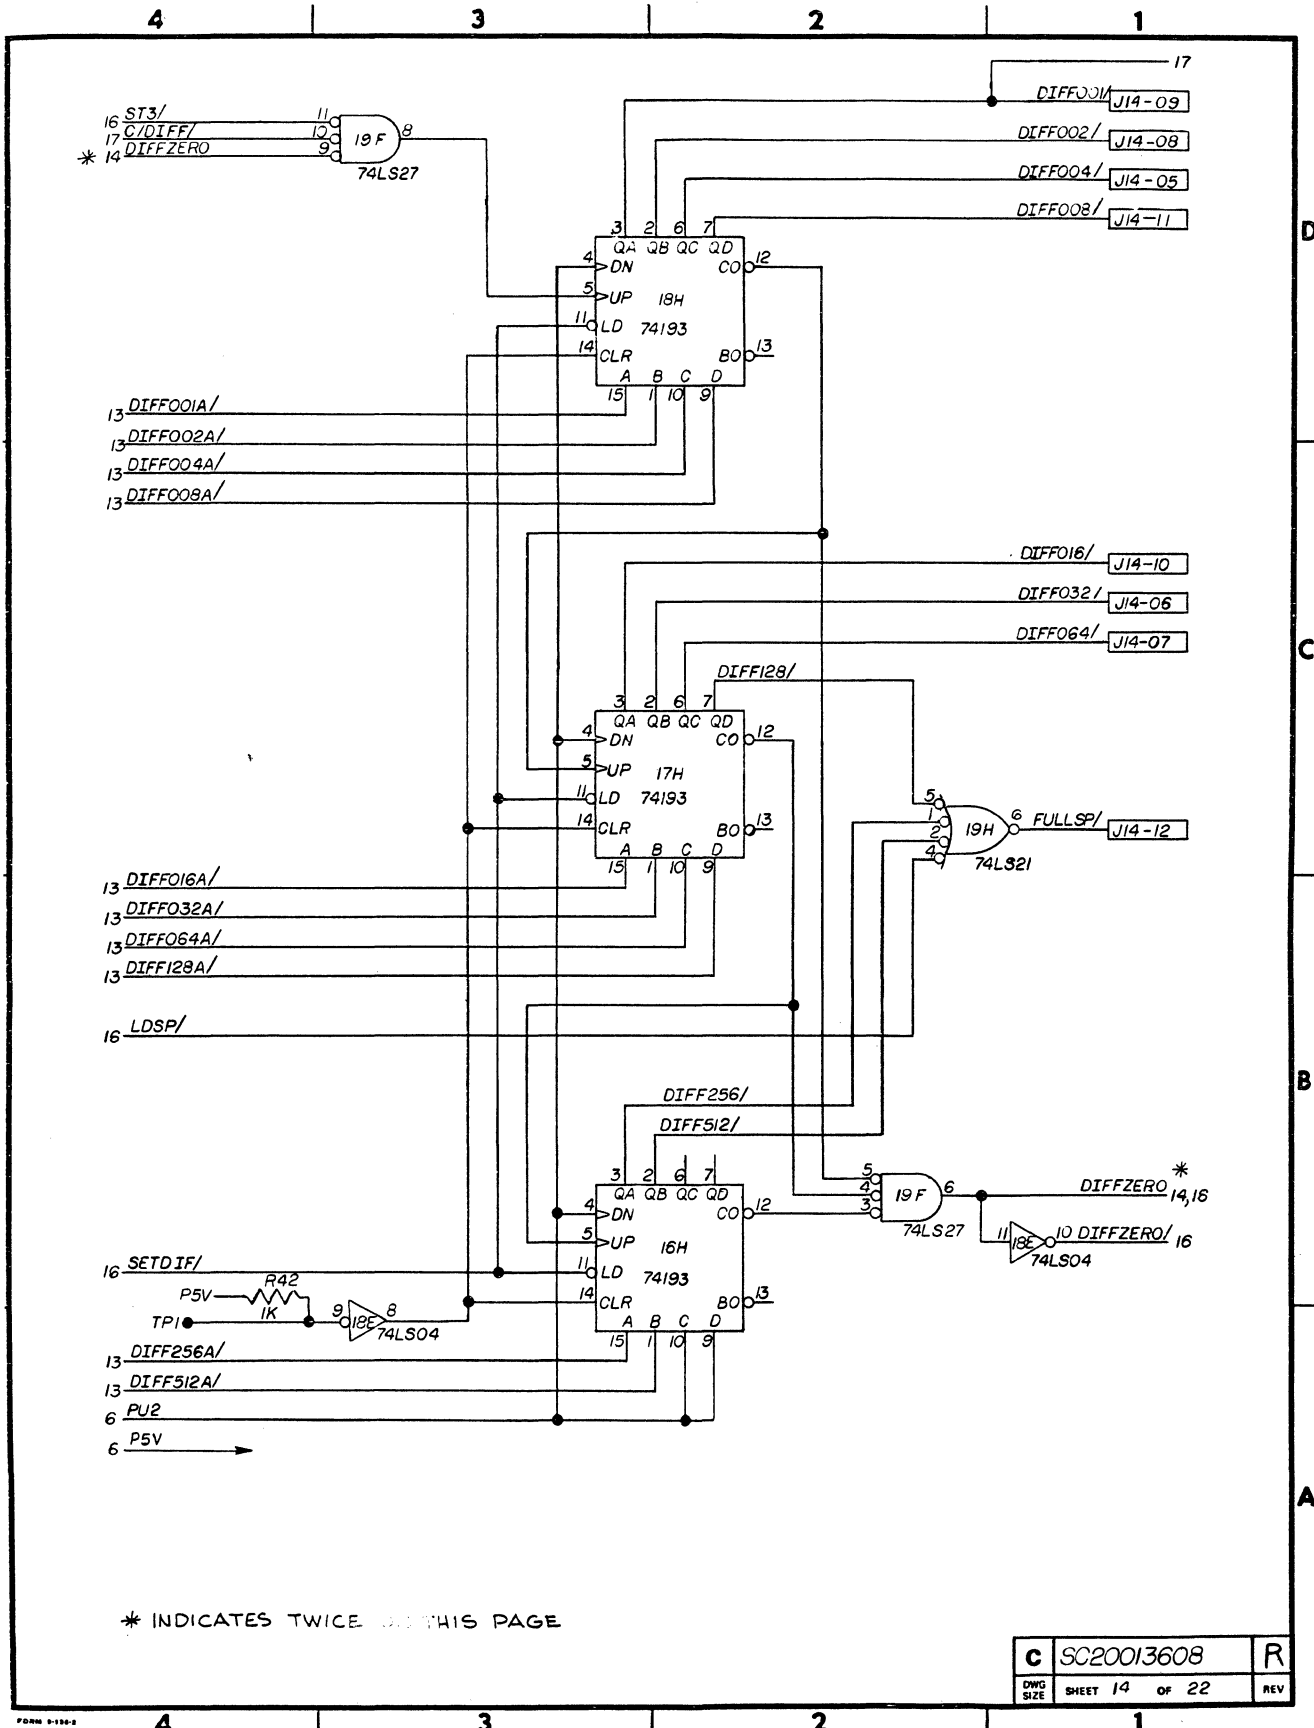 4 3 2 1
17
DIFF001/ J14-09
16 ST3/ 11
17 C/DIFF/ 10 19F 8
* 14 DIFFZERO 9
74LS27
DIFF002/ J14-08
DIFF004/ J14-05
DIFF008/ J14-11
D
3 2 6 7
QA QB QC QD
4 DN CO 12
5 UP 18H
11 LD 74193
14 CLR BO 13
A B C D
15 1 10 9
13 DIFF001A/
13 DIFF002A/
13 DIFF004A/
13 DIFF008A/
DIFF016/ J14-10
DIFF032/ J14-06
DIFF064/ J14-07
C
DIFF128/
3 2 6 7
QA QB QC QD
4 DN CO 12
5 UP 17H
11 LD 74193
14 CLR BO 13
A B C D
15 1 10 9
5
1
2 19H 6 FULLSP/ J14-12
4
74LS21
13 DIFF016A/
13 DIFF032A/
13 DIFF064A/
13 DIFF128A/
16 LDSP/
B
DIFF256/
DIFF512/
3 2 6 7
QA QB QC QD
4 DN CO 12
5 UP 16H
11 LD 74193
14 CLR BO 13
A B C D
15 1 10 9
5
4 19F 6 DIFFZERO * 14,16
3
74LS27
11 18E 10 DIFFZERO/ 16
74LS04
16 SETDIF/
R42
P5V
1K
TP1 9 18E 8
74LS04
13 DIFF256A/
13 DIFF512A/
6 PU2
6 P5V
A
* INDICATES TWICE THIS PAGE
C SC20013608 R
DWG SIZE SHEET 14 OF 22 REV
4 3 2 1